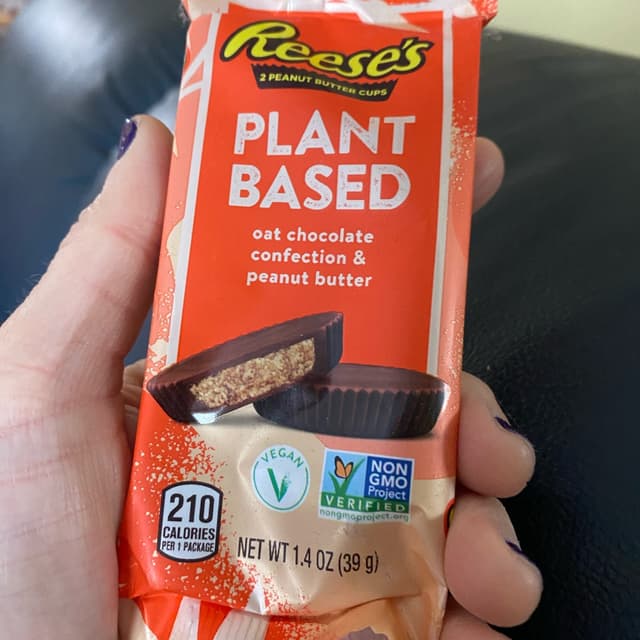 Reese's
2 PEANUT BUTTER CUPS
PLANT
BASED
oat chocolate
confection &
peanut butter
VEGAN
V
NON
GMO
Project
VERIFIED
nongmoproject.org
210
CALORIES
PER 1 PACKAGE
NET WT 1.4 OZ (39 g)